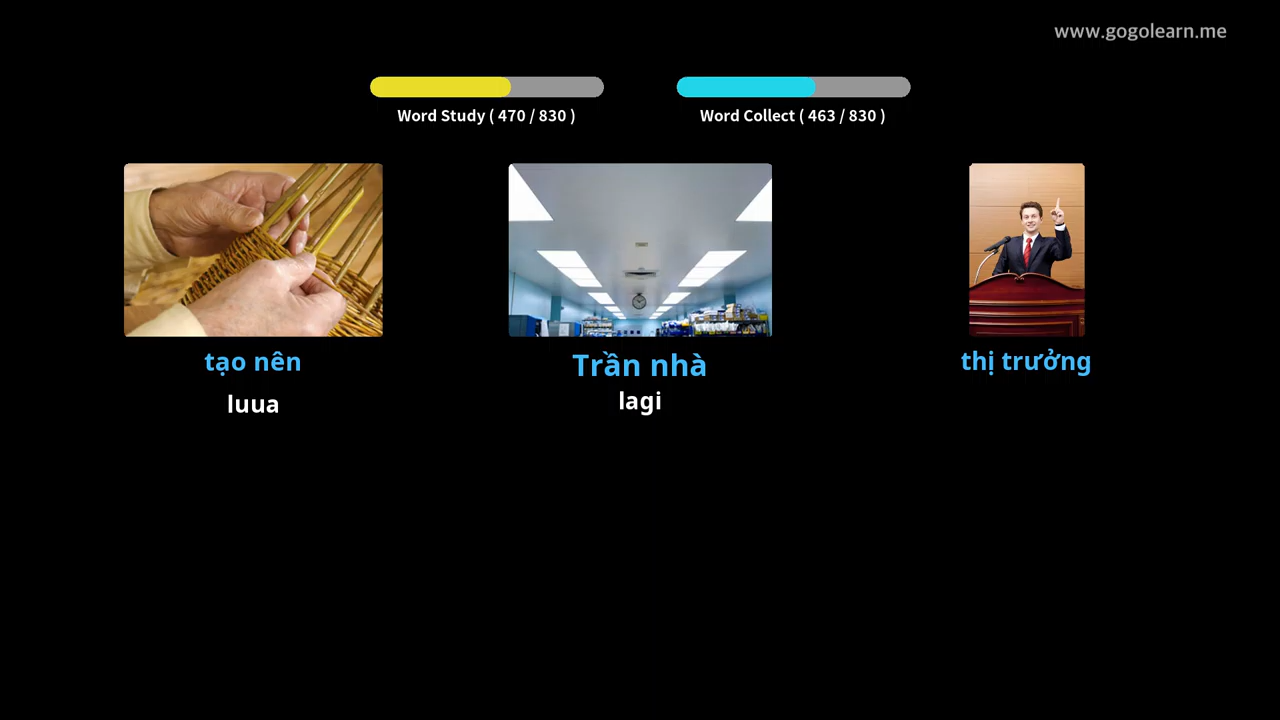 www.gogolearn.me
Word Study ( 470 / 830 )
Word Collect ( 463 / 830 )
tạo nên
luua
Trần nhà
lagi
thị trưởng